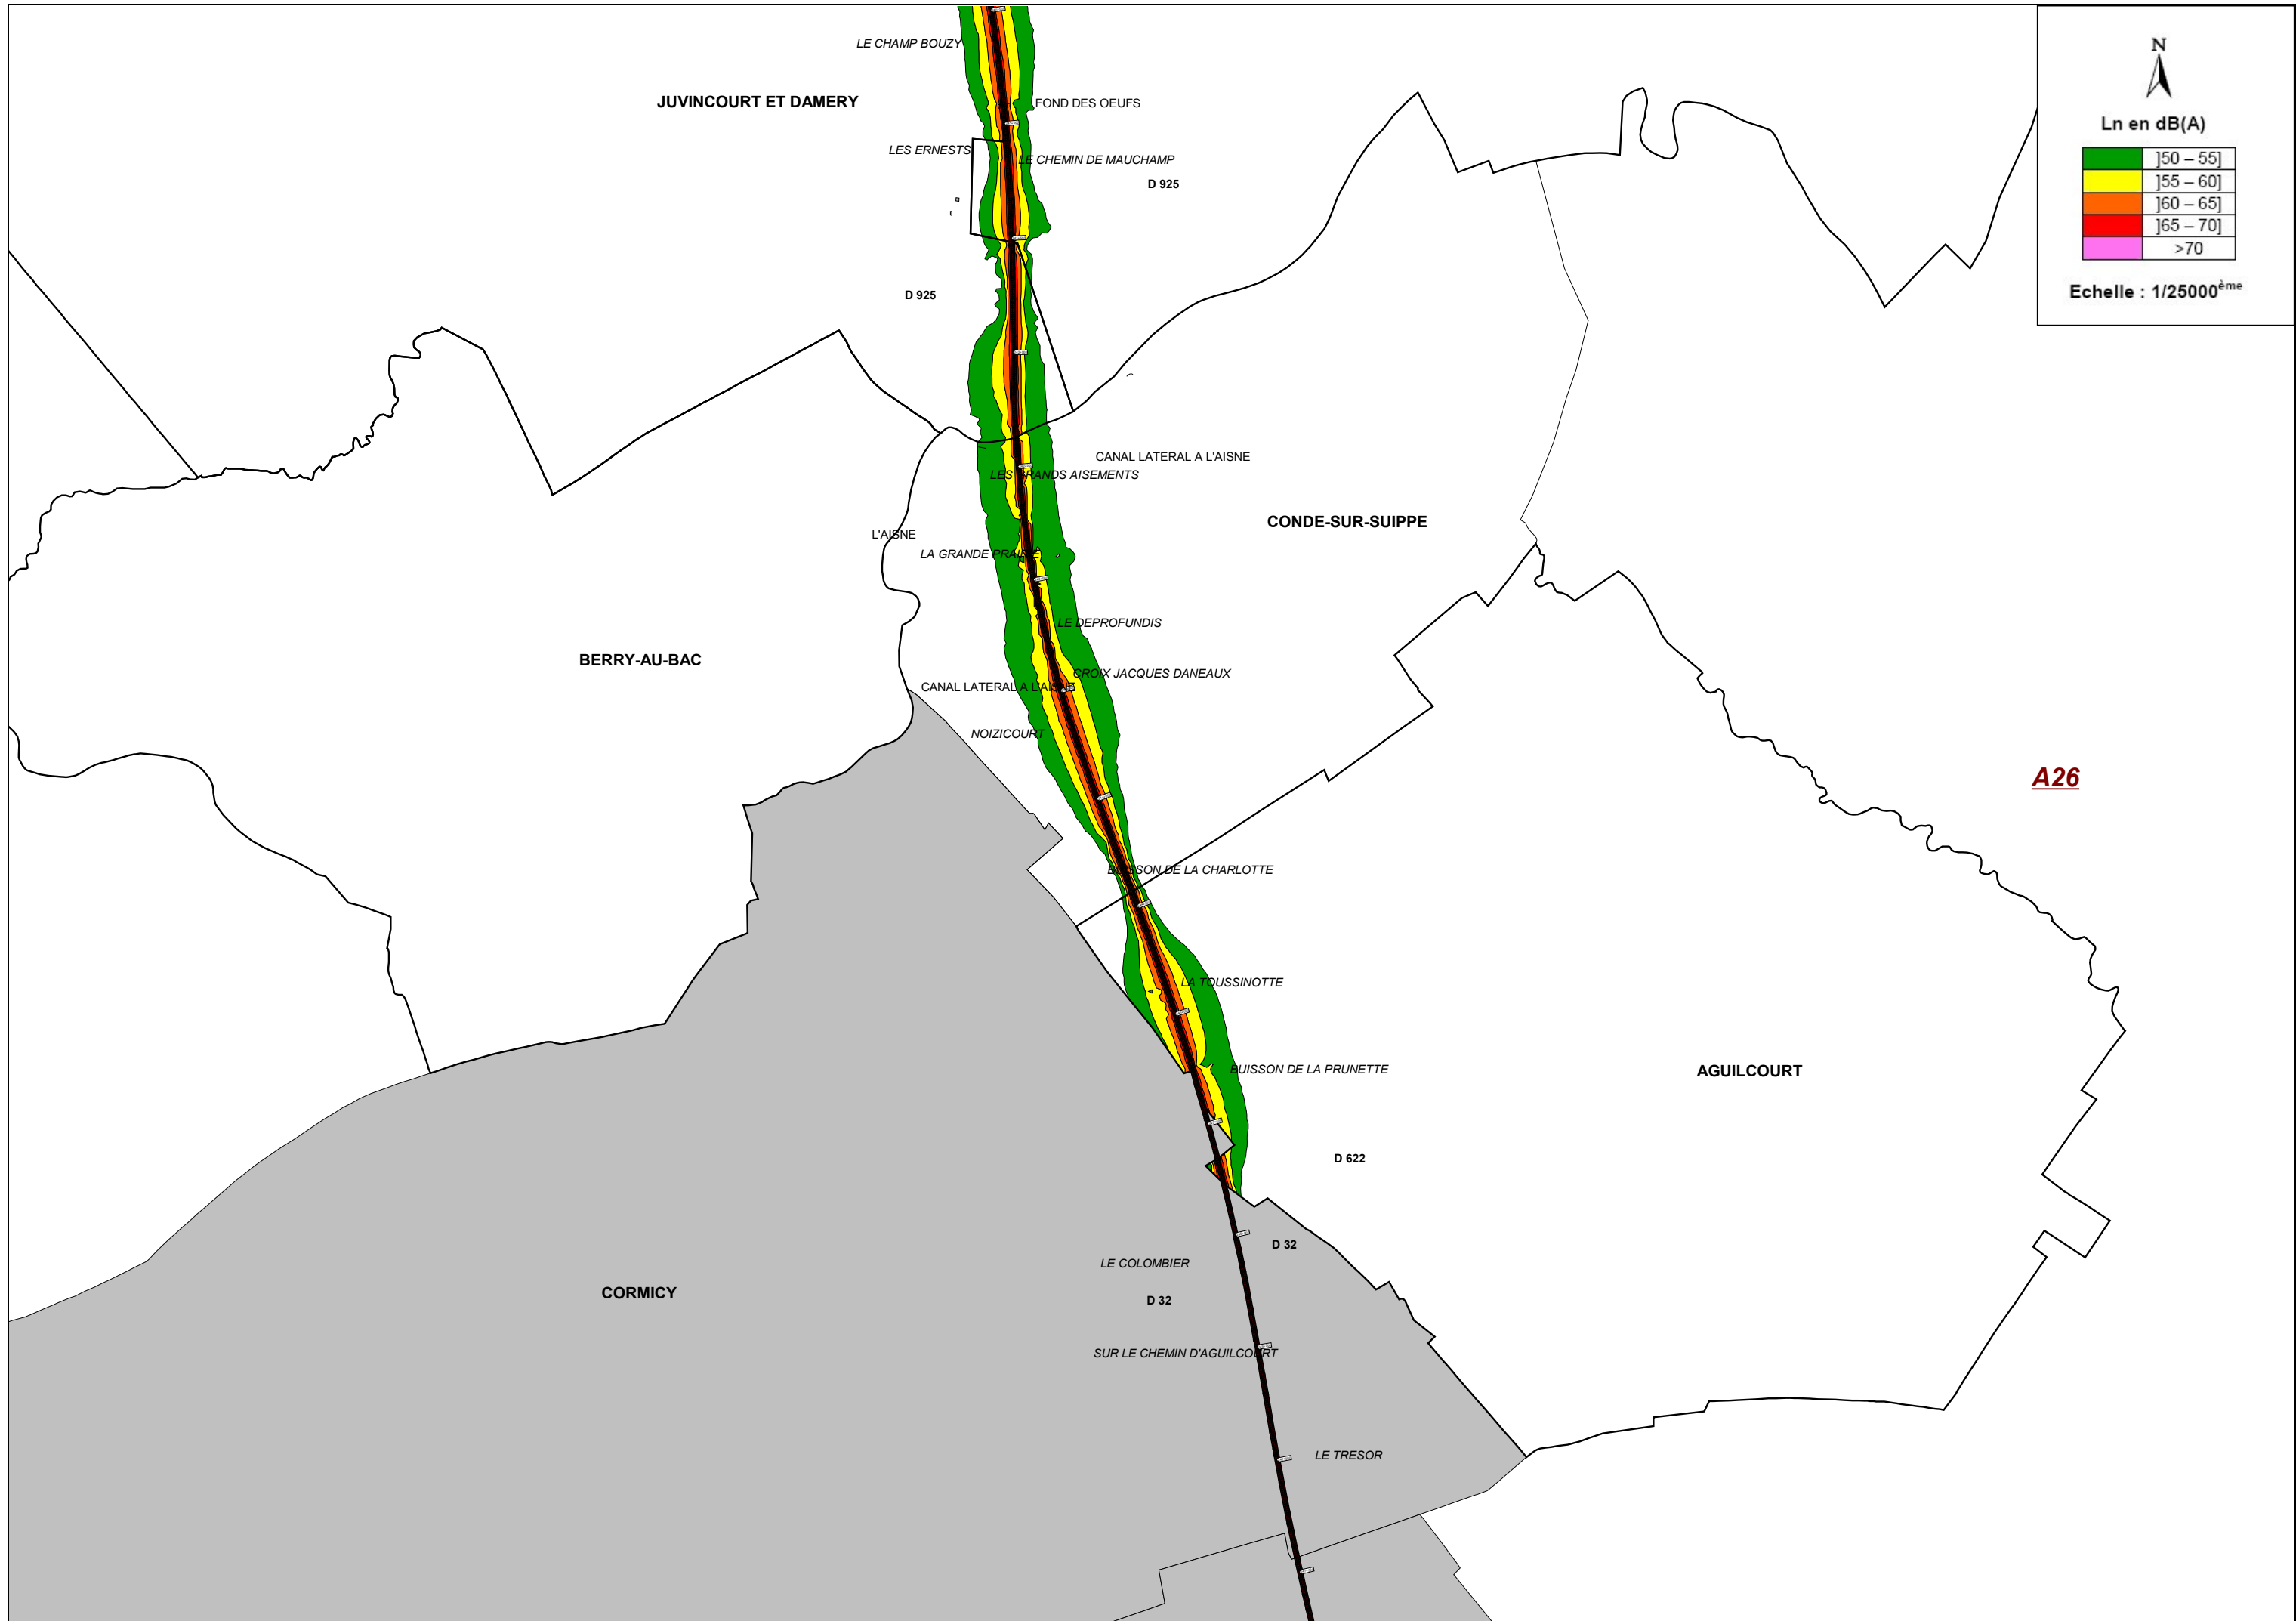 LE CHAMP BOUZY
JUVINCOURT ET DAMERY
FOND DES OEUFS
LES ERNESTS
LE CHEMIN DE MAUCHAMP
D 925
D 925
N
Ln en dB(A)
]50 – 55]
]55 – 60]
]60 – 65]
]65 – 70]
>70
Echelle : 1/25000ème
CANAL LATERAL A L'AISNE
LES GRANDS AISEMENTS
CONDE-SUR-SUIPPE
L'AISNE
LA GRANDE PRAIRIE
LE DEPROFUNDIS
BERRY-AU-BAC
CROIX JACQUES DANEAUX
CANAL LATERAL A L'AISNE
NOIZICOURT
A26
BUISSON DE LA CHARLOTTE
LA TOUSSINOTTE
BUISSON DE LA PRUNETTE
AGUILCOURT
D 622
D 32
LE COLOMBIER
CORMICY
D 32
SUR LE CHEMIN D'AGUILCOURT
LE TRESOR